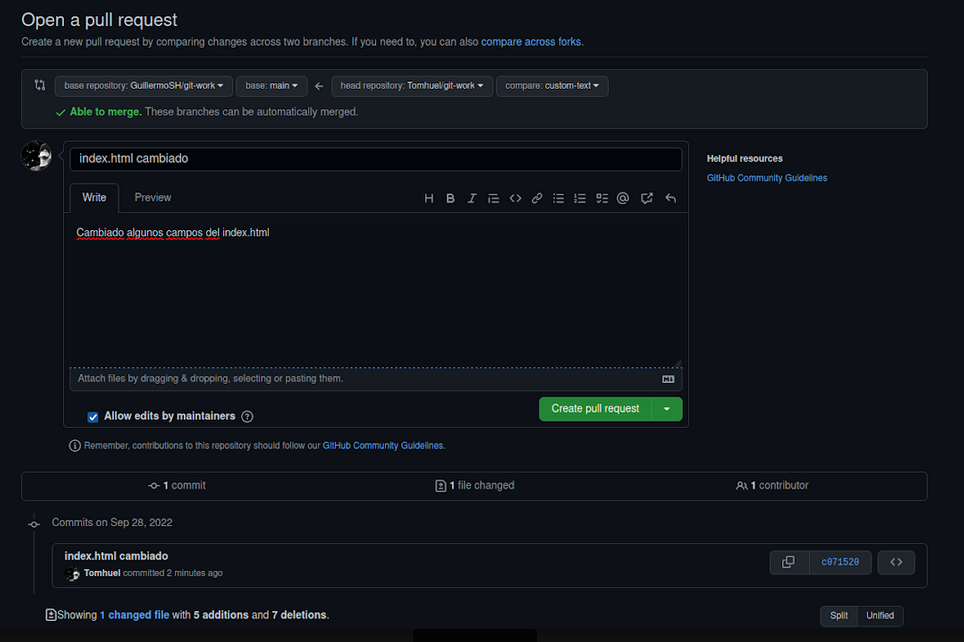 Open a pull request
Create a new pull request by comparing changes across two branches. If you need to, you can also compare across forks.
base repository: GuillermoSH/git-work base: main head repository: Tomhuel/git-work compare: custom-text
Able to merge. These branches can be automatically merged.
index.html cambiado
Helpful resources
GitHub Community Guidelines
Write Preview
Cambiado algunos campos del index.html
Attach files by dragging & dropping, selecting or pasting them.
Allow edits by maintainers
Create pull request
Remember, contributions to this repository should follow our GitHub Community Guidelines.
1 commit 1 file changed 1 contributor
Commits on Sep 28, 2022
index.html cambiado
Tomhuel committed 2 minutes ago
c071520
Showing 1 changed file with 5 additions and 7 deletions.
Split Unified